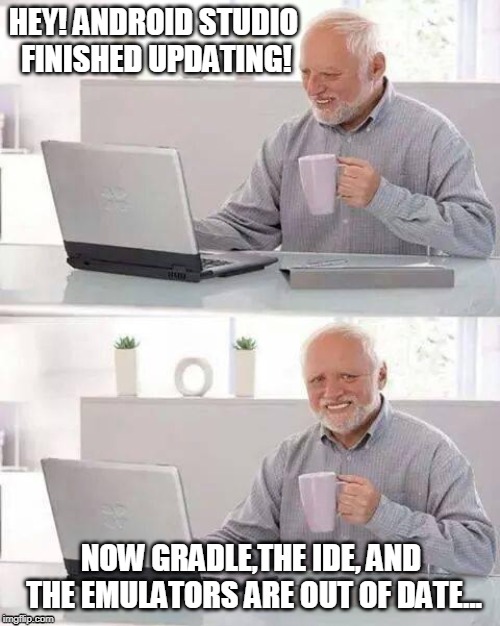 HEY! ANDROID STUDIO
FINISHED UPDATING!
NOW GRADLE,THE IDE, AND
THE EMULATORS ARE OUT OF DATE...
imgflip.com